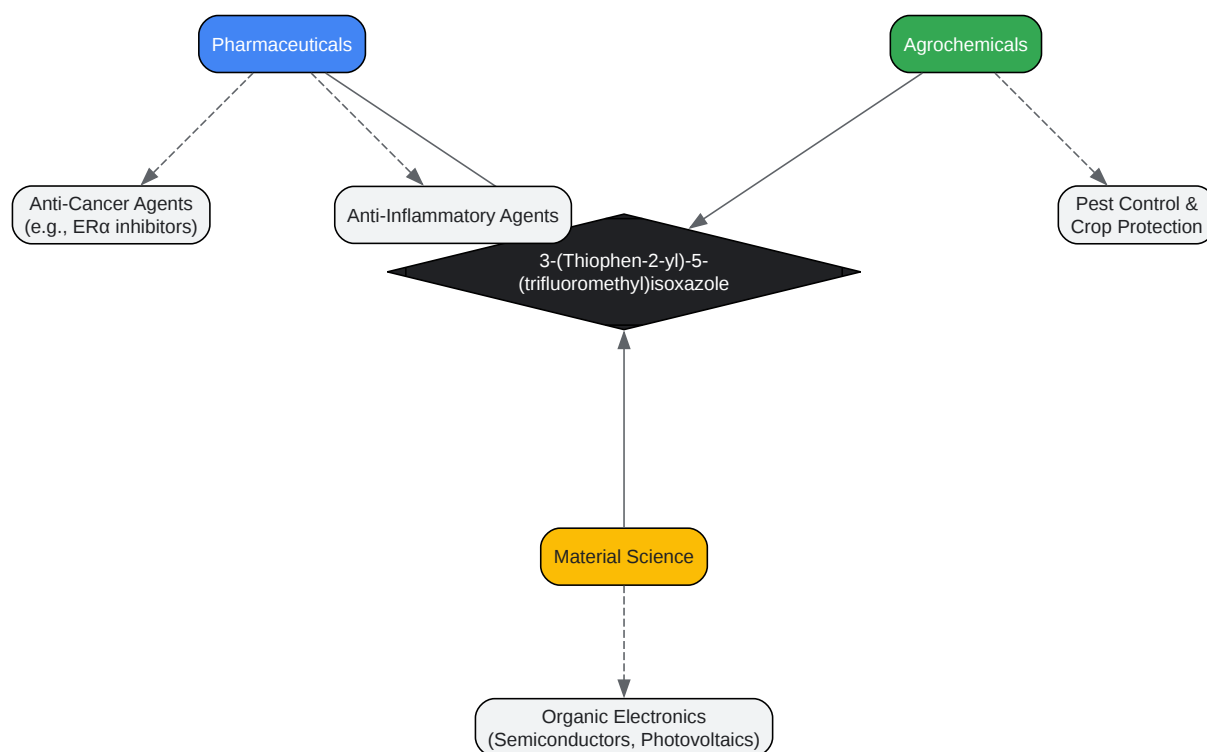 Pharmaceuticals
Agrochemicals
Anti-Cancer Agents
(e.g., ERα inhibitors)
Anti-Inflammatory Agents
Pest Control &
Crop Protection
3-(Thiophen-2-yl)-5-
(trifluoromethyl)isoxazole
Material Science
Organic Electronics
(Semiconductors, Photovoltaics)